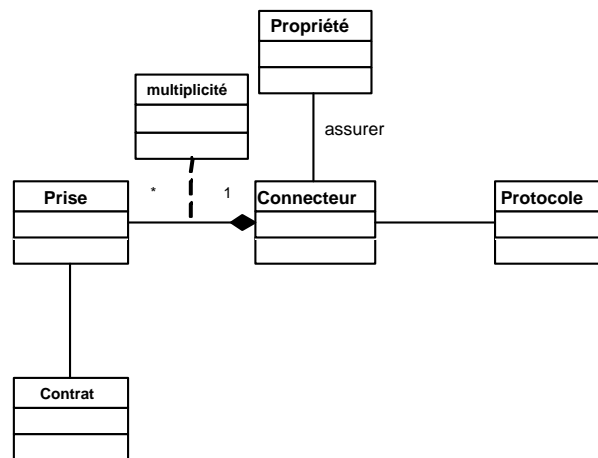 Propriété
multiplicité
assurer
* 1
Prise
Connecteur
Protocole
Contrat